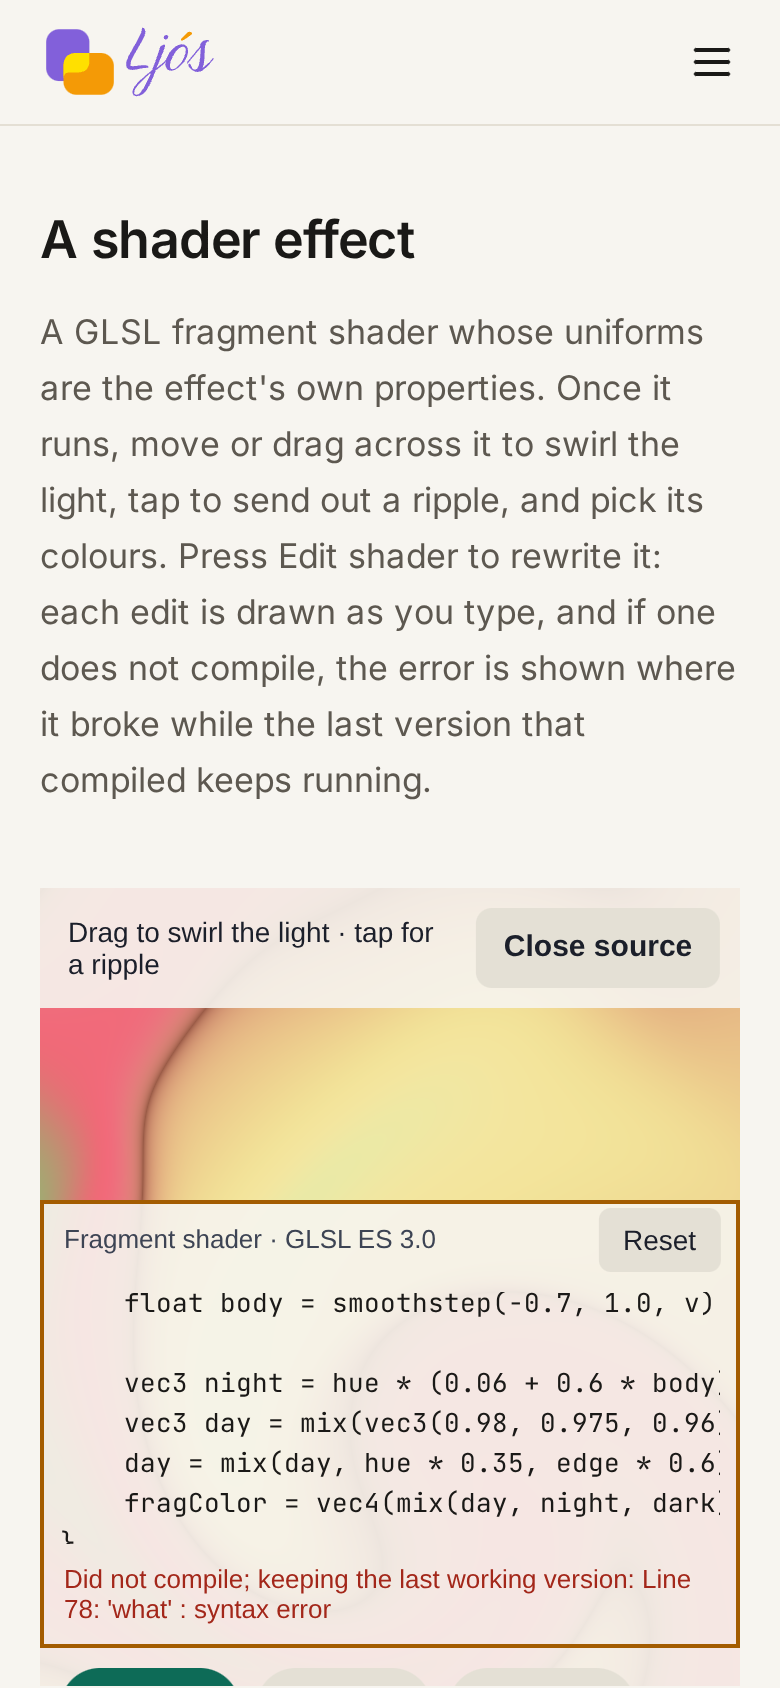 Ljós
A shader effect
A GLSL fragment shader whose uniforms
are the effect's own properties. Once it
runs, move or drag across it to swirl the
light, tap to send out a ripple, and pick its
colours. Press Edit shader to rewrite it:
each edit is drawn as you type, and if one
does not compile, the error is shown where
it broke while the last version that
compiled keeps running.
Drag to swirl the light · tap for
a ripple
Close source
Fragment shader · GLSL ES 3.0
Reset
float body = smoothstep(-0.7, 1.0, v)
vec3 night = hue * (0.06 + 0.6 * body)
vec3 day = mix(vec3(0.98, 0.975, 0.96)
day = mix(day, hue * 0.35, edge * 0.6)
fragColor = vec4(mix(day, night, dark)
}
Did not compile; keeping the last working version: Line
78: 'what' : syntax error